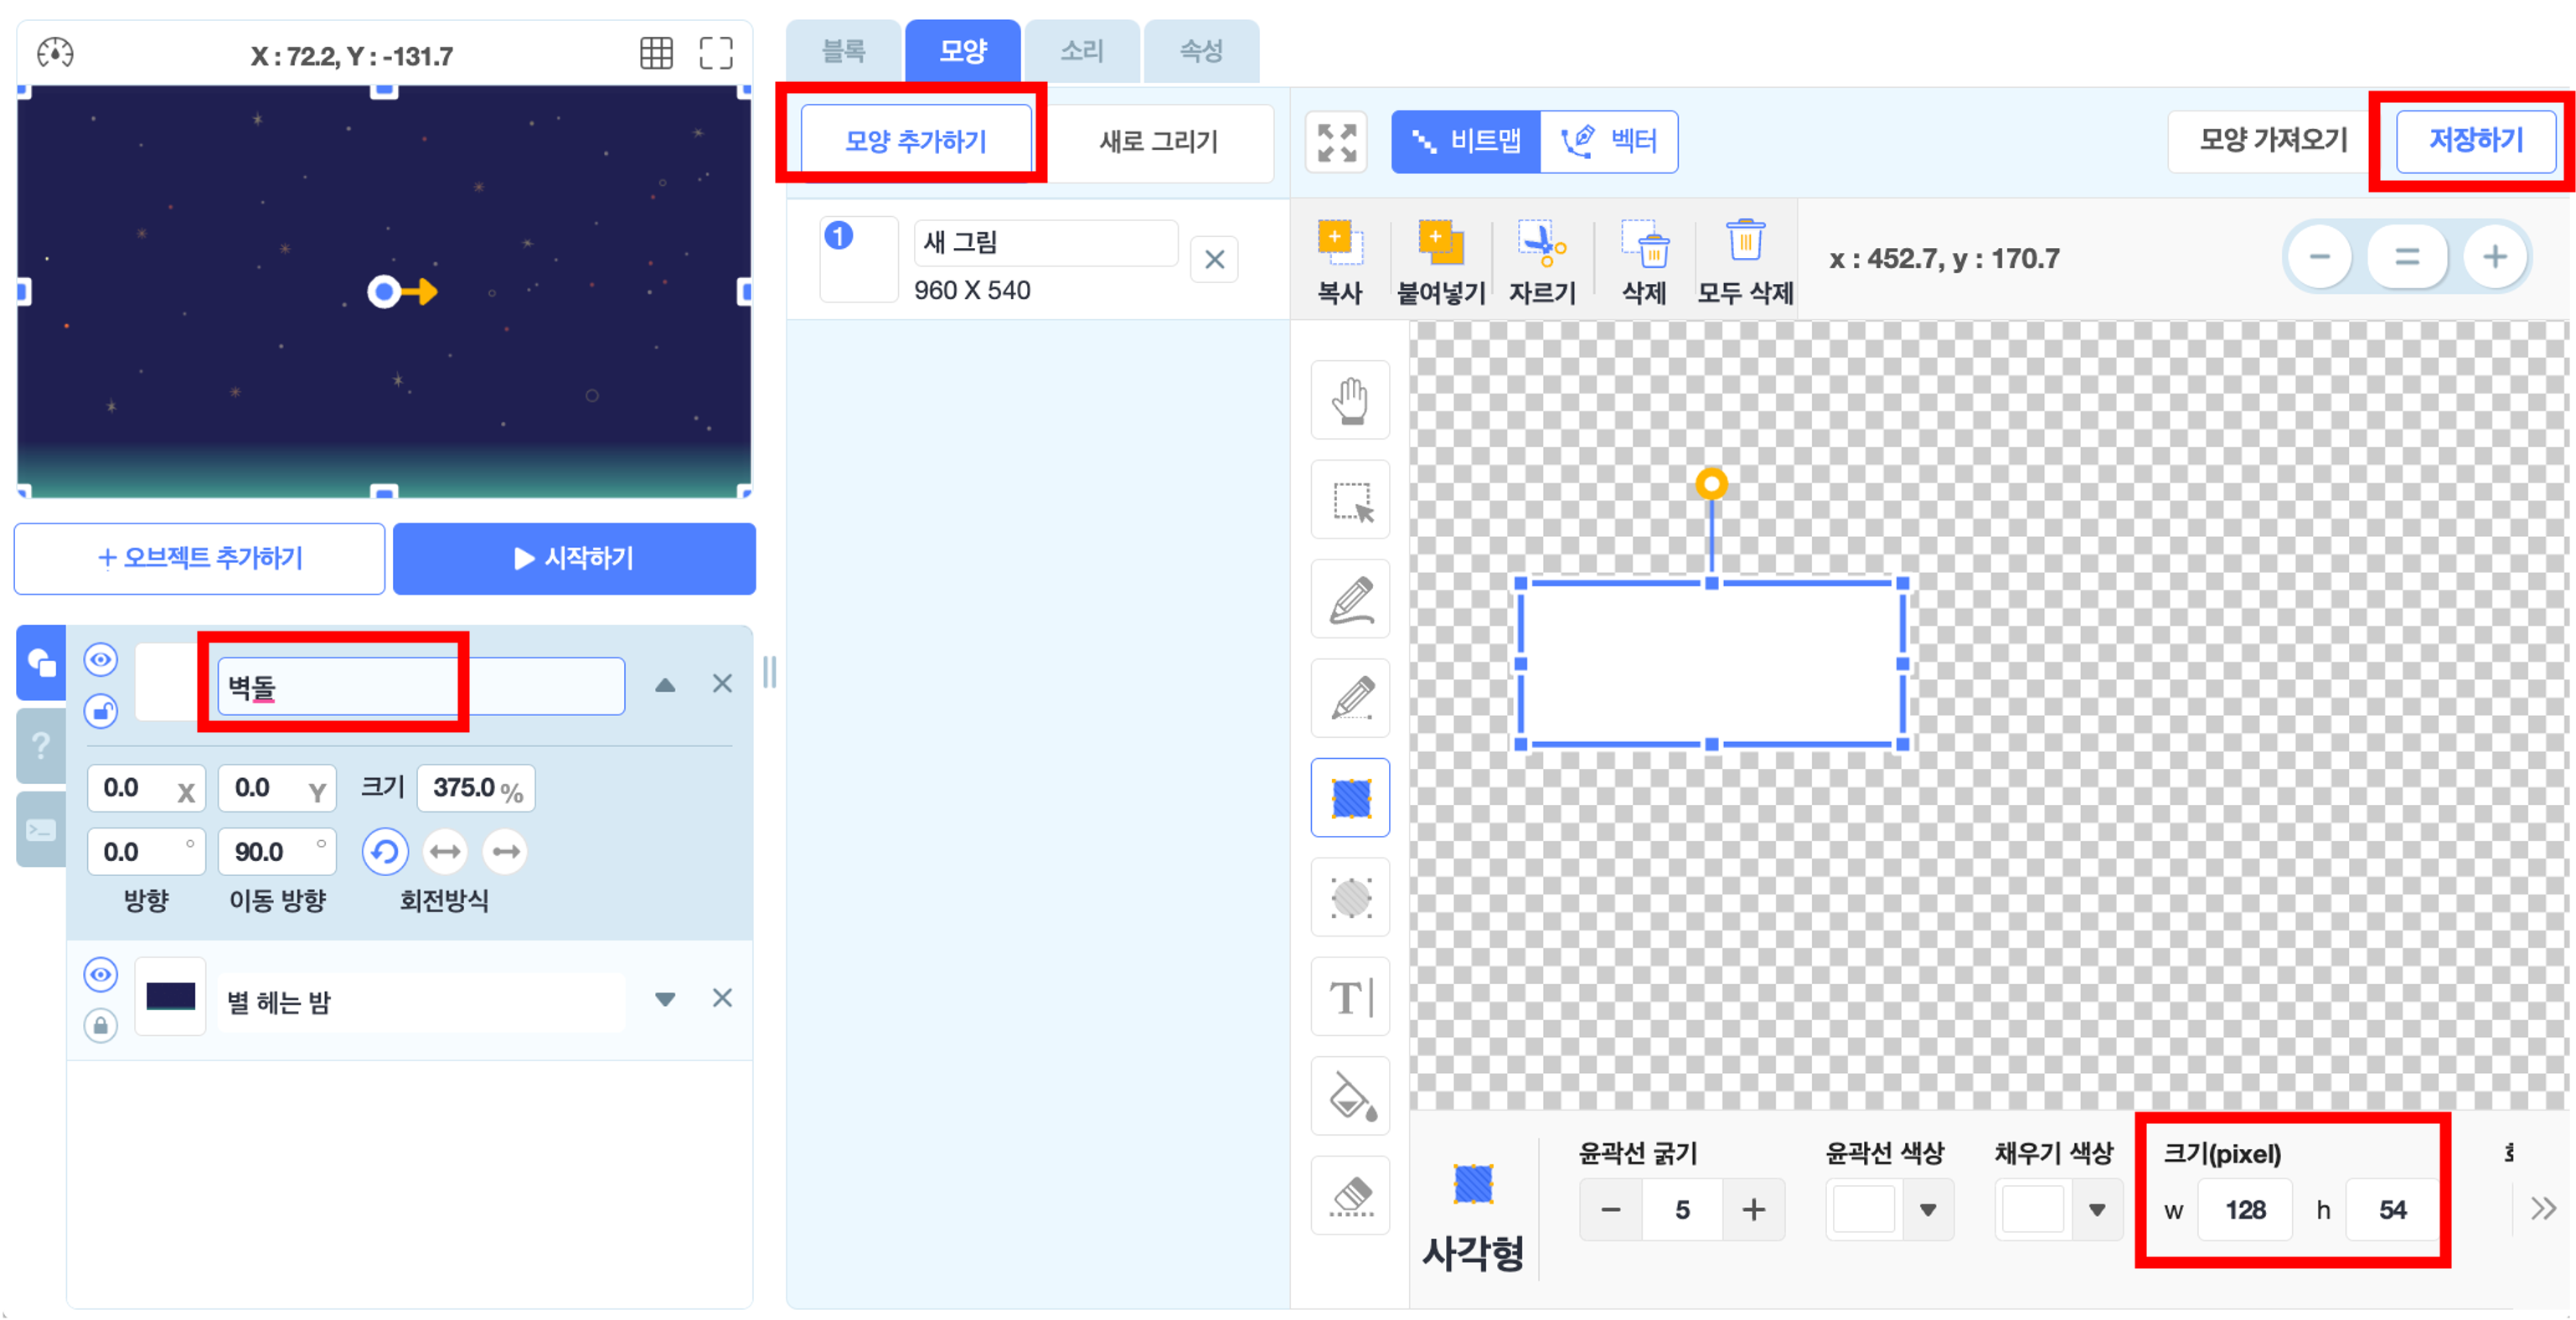 X : 72.2, Y : -131.7
블록
모양
소리
속성
모양 추가하기
새로 그리기
비트맵
벡터
모양 가져오기
저장하기
1
새 그림
960 X 540
복사
붙여넣기
자르기
삭제
모두 삭제
x : 452.7, y : 170.7
+ 오브젝트 추가하기
시작하기
벽돌
?
0.0 X
0.0 Y
크기
375.0 %
0.0 °
90.0 °
방향
이동 방향
회전방식
별 헤는 밤
T
사각형
윤곽선 굵기
5
윤곽선 색상
채우기 색상
크기(pixel)
w 128
h 54